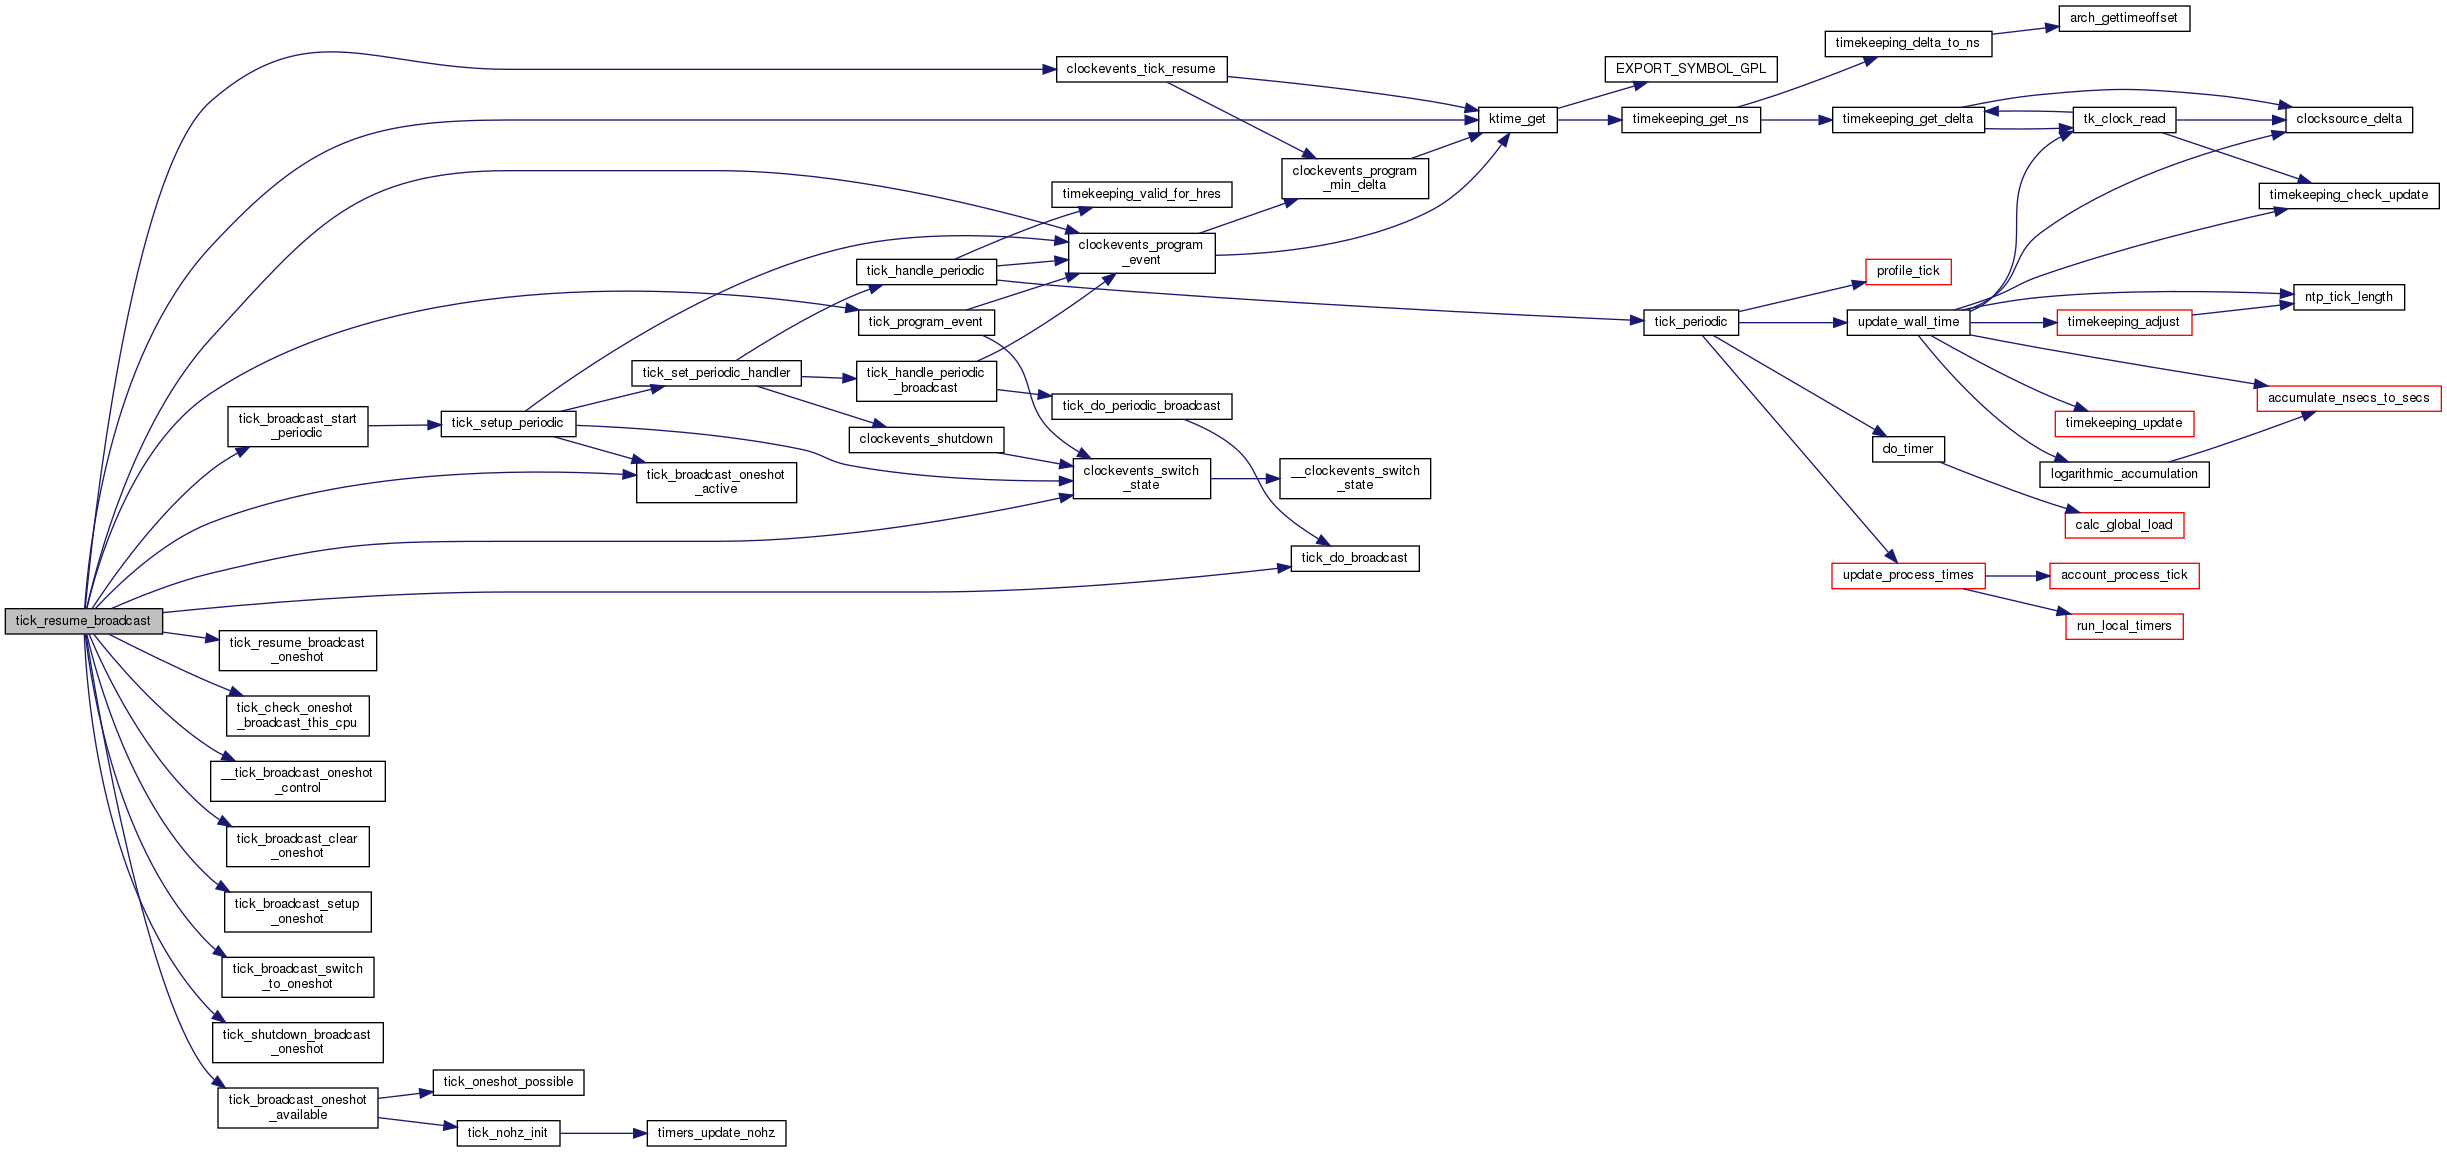 arch_gettimeoffset
timekeeping_delta_to_ns
clockevents_tick_resume
EXPORT_SYMBOL_GPL
ktime_get
timekeeping_get_ns
timekeeping_get_delta
tk_clock_read
clocksource_delta
clockevents_program
_min_delta
timekeeping_valid_for_hres
timekeeping_check_update
clockevents_program
_event
tick_handle_periodic
profile_tick
ntp_tick_length
tick_program_event
tick_periodic
update_wall_time
timekeeping_adjust
tick_set_periodic_handler
tick_handle_periodic
_broadcast
accumulate_nsecs_to_secs
tick_do_periodic_broadcast
tick_broadcast_start
_periodic
tick_setup_periodic
timekeeping_update
clockevents_shutdown
do_timer
tick_broadcast_oneshot
_active
clockevents_switch
_state
__clockevents_switch
_state
logarithmic_accumulation
calc_global_load
tick_do_broadcast
update_process_times
account_process_tick
tick_resume_broadcast
run_local_timers
tick_resume_broadcast
_oneshot
tick_check_oneshot
_broadcast_this_cpu
__tick_broadcast_oneshot
_control
tick_broadcast_clear
_oneshot
tick_broadcast_setup
_oneshot
tick_broadcast_switch
_to_oneshot
tick_shutdown_broadcast
_oneshot
tick_oneshot_possible
tick_broadcast_oneshot
_available
tick_nohz_init
timers_update_nohz